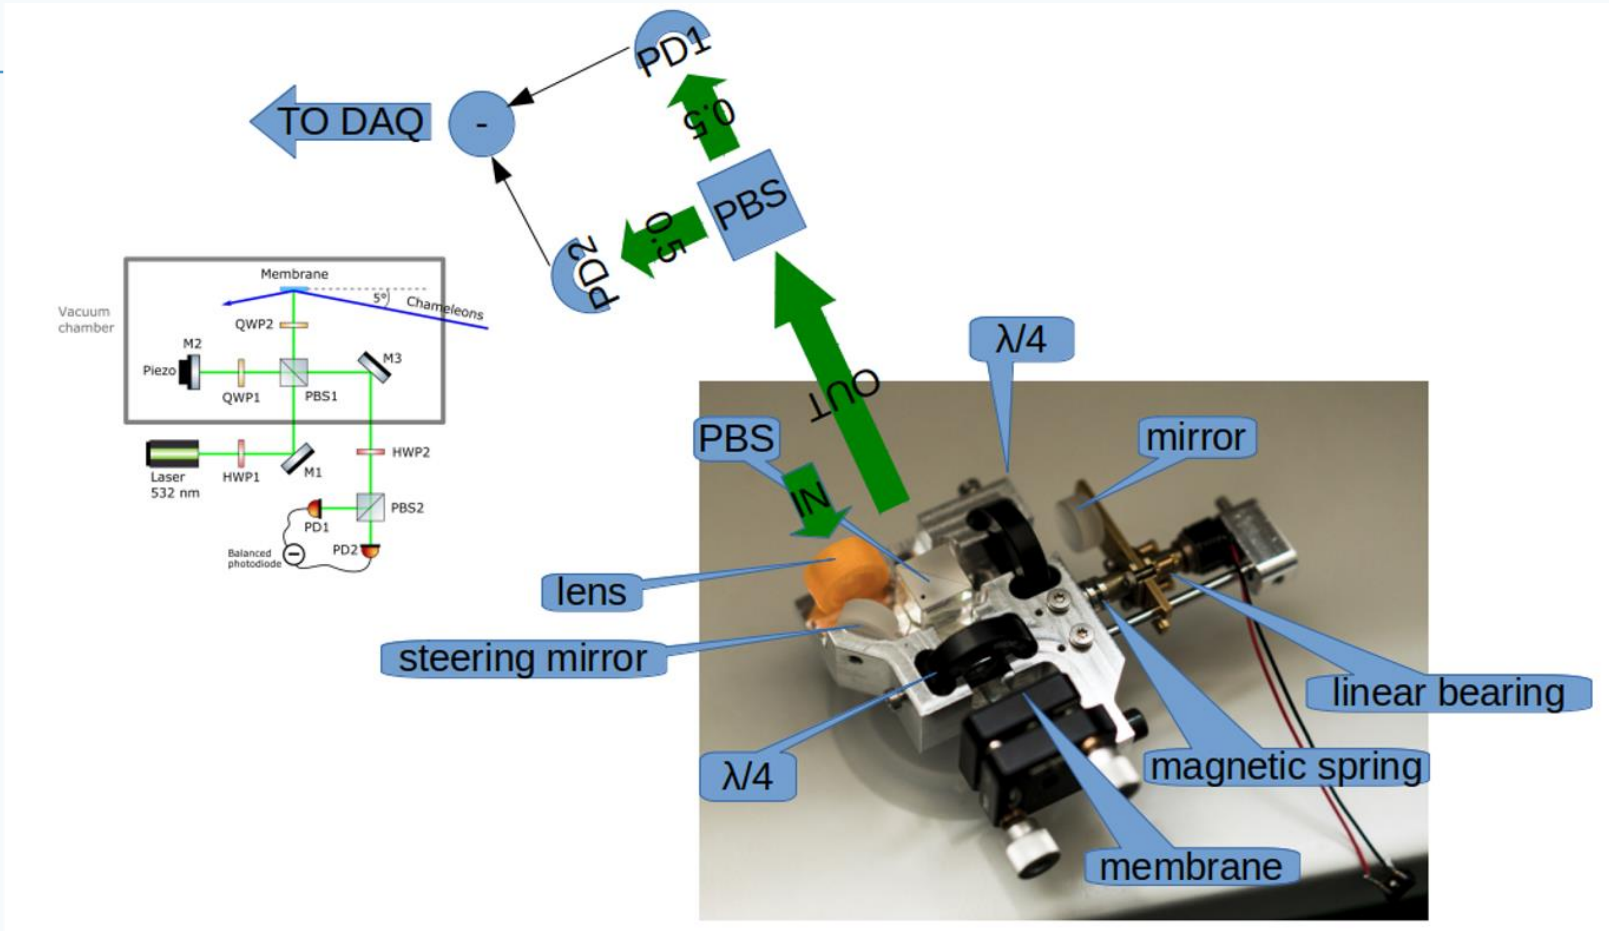 PD1
TO DAQ
-
0.5
PBS
0.5
PD2
OUT
λ/4
PBS
mirror
IN
lens
steering mirror
λ/4
linear bearing
magnetic spring
membrane
Vacuum
chamber
Membrane
5°
Chameleons
QWP2
M2
M3
Piezo
QWP1
PBS1
Laser
532 nm
HWP1
M1
HWP2
PBS2
PD1
PD2
Balanced
photodiode